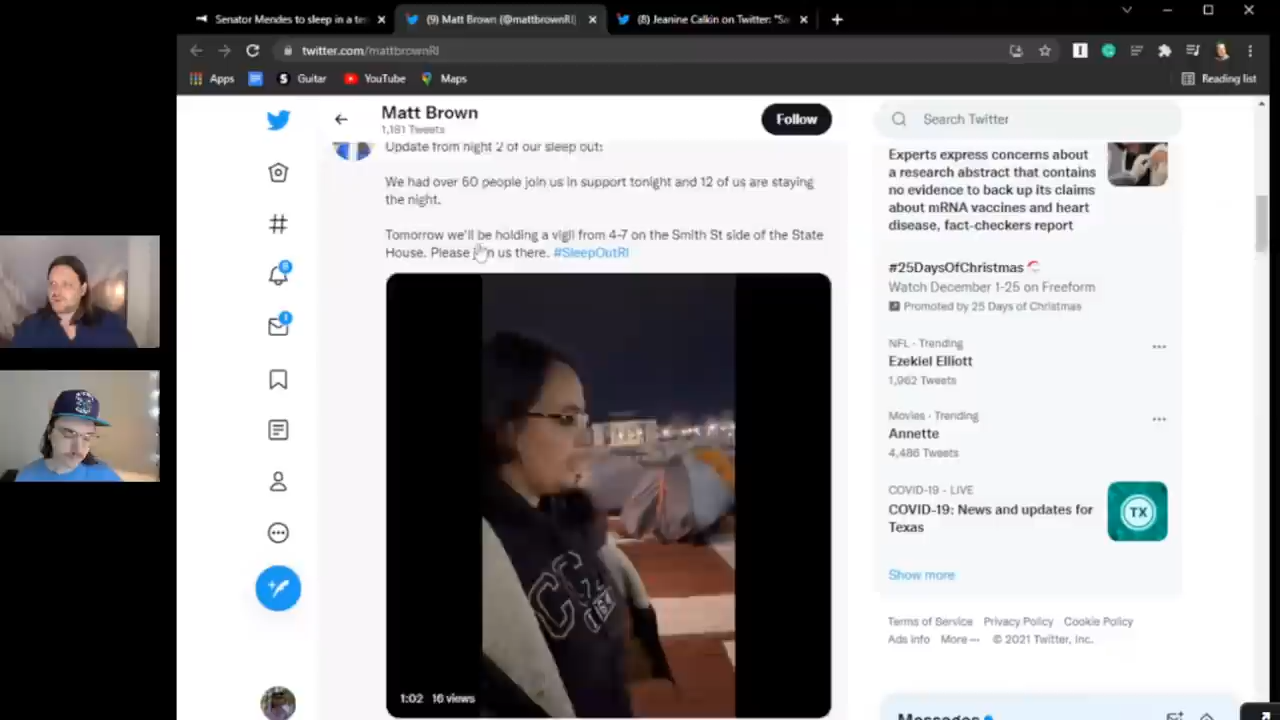 Senator Mendes to sleep in a te
(9) Matt Brown (@mattbrownRI)
(8) Jeanine Calkin on Twitter: "Sa
twitter.com/mattbrownRI
Apps
Guitar
YouTube
Maps
Reading list
Matt Brown
1,181 Tweets
Follow
Search Twitter
Update from night 2 of our sleep out:
We had over 60 people join us in support tonight and 12 of us are staying
the night.
Tomorrow we'll be holding a vigil from 4-7 on the Smith St side of the State
House. Please join us there. #SleepOutRI
1:02 16 views
Experts express concerns about
a research abstract that contains
no evidence to back up its claims
about mRNA vaccines and heart
disease, fact-checkers report
#25DaysOfChristmas
Watch December 1-25 on Freeform
Promoted by 25 Days of Christmas
NFL · Trending
Ezekiel Elliott
1,962 Tweets
Movies · Trending
Annette
4,486 Tweets
COVID-19 · LIVE
COVID-19: News and updates for
Texas
TX
Show more
Terms of Service Privacy Policy Cookie Policy
Ads info More ··· © 2021 Twitter, Inc.
Messages